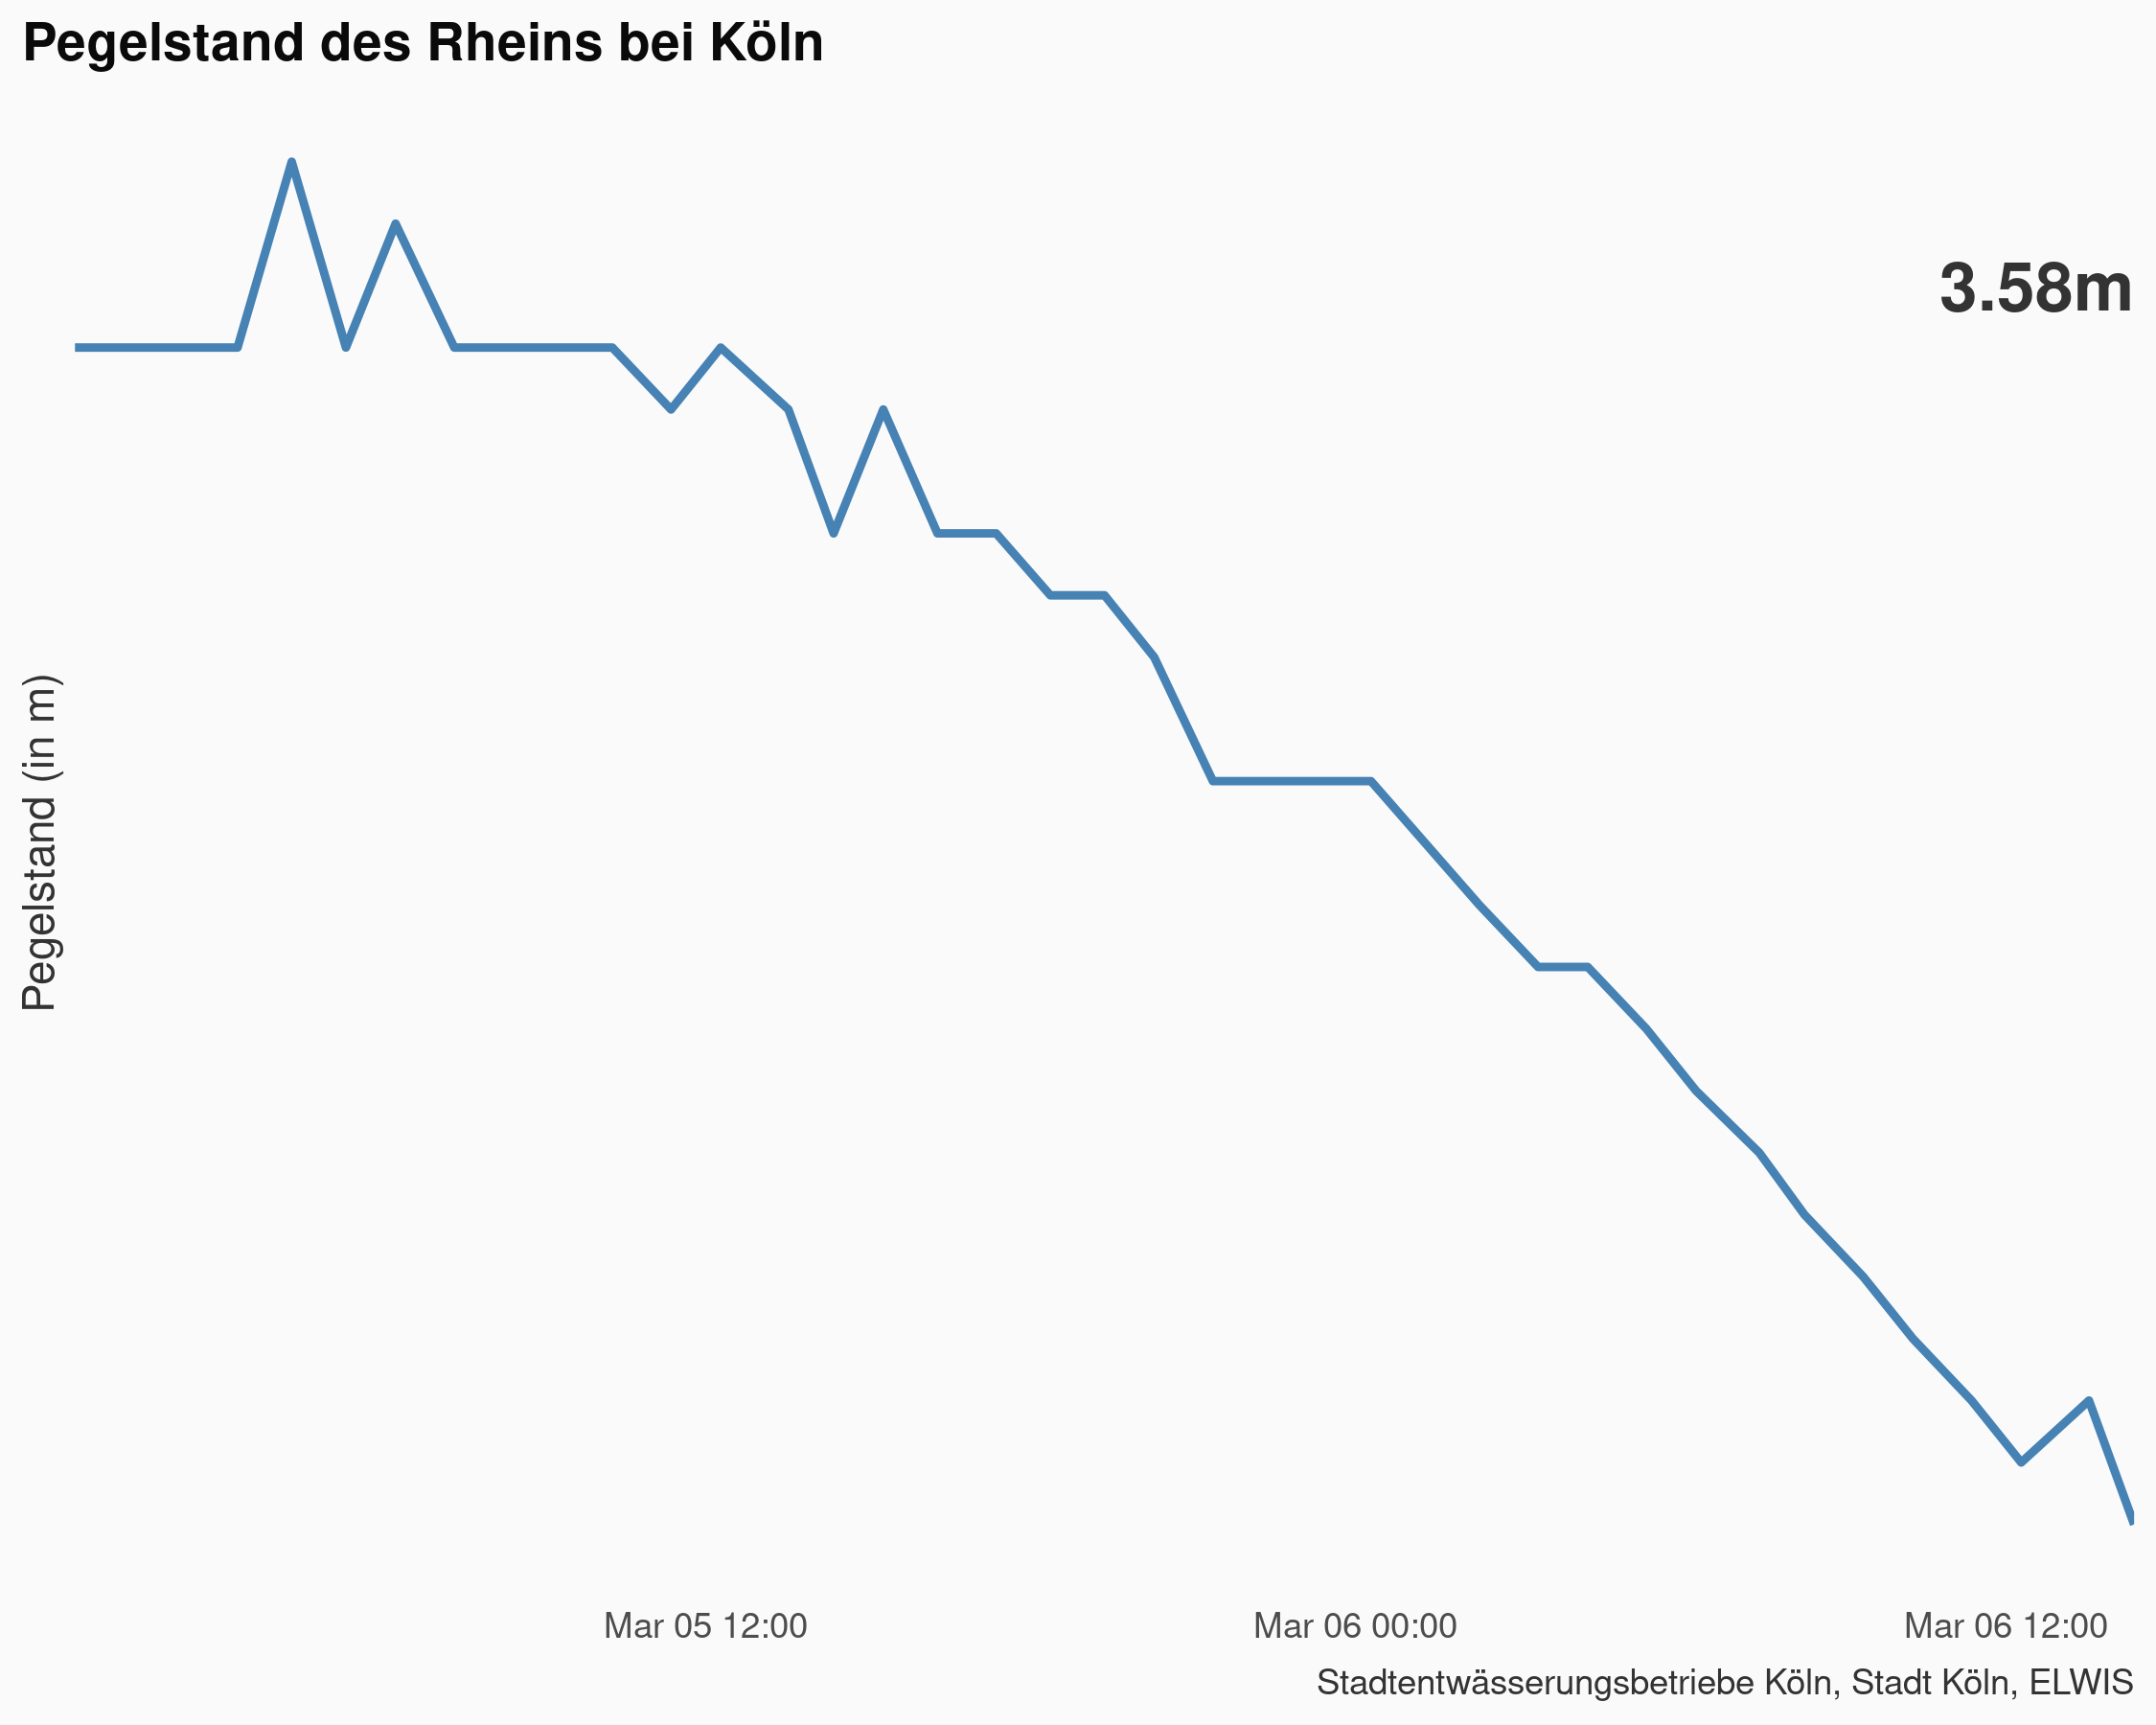 Pegelstand des Rheins bei Köln
3.58m
Pegelstand (in m)
Mar 05 12:00
Mar 06 00:00
Mar 06 12:00
Stadtentwässerungsbetriebe Köln, Stadt Köln, ELWIS